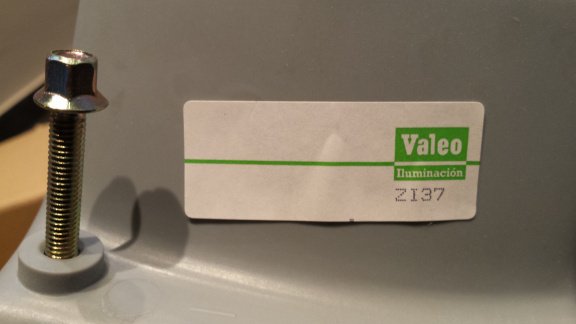 Valeo
Iluminación
ZI37